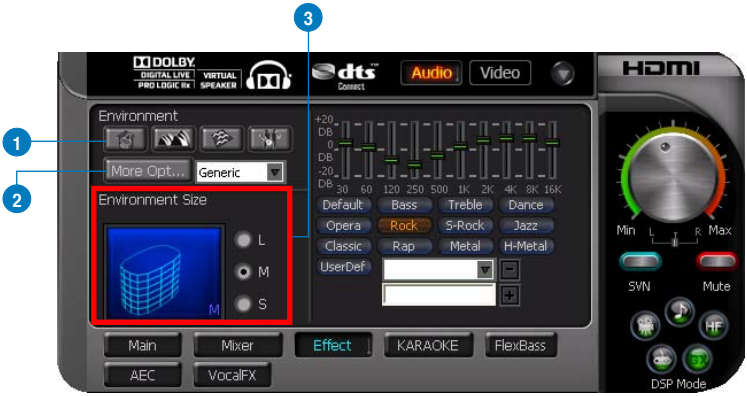 3
DOLBY.
DIGITAL LIVE
PRO LOGIC IIx
VIRTUAL
SPEAKER
dts
Connect
Audio
Video
HDMI
1
Environment
2
More Opt...
Generic
Environment Size
L
M
S
M
+20
DB
0
DB
-20
DB
30 60 120 250 500 1K 2K 4K 8K 16K
Default Bass Treble Dance
Opera Rock S-Rock Jazz
Classic Rap Metal H-Metal
UserDef
Min L R Max
SVN Mute
HF
DSP Mode
Main Mixer Effect KARAOKE FlexBass
AEC VocalFX